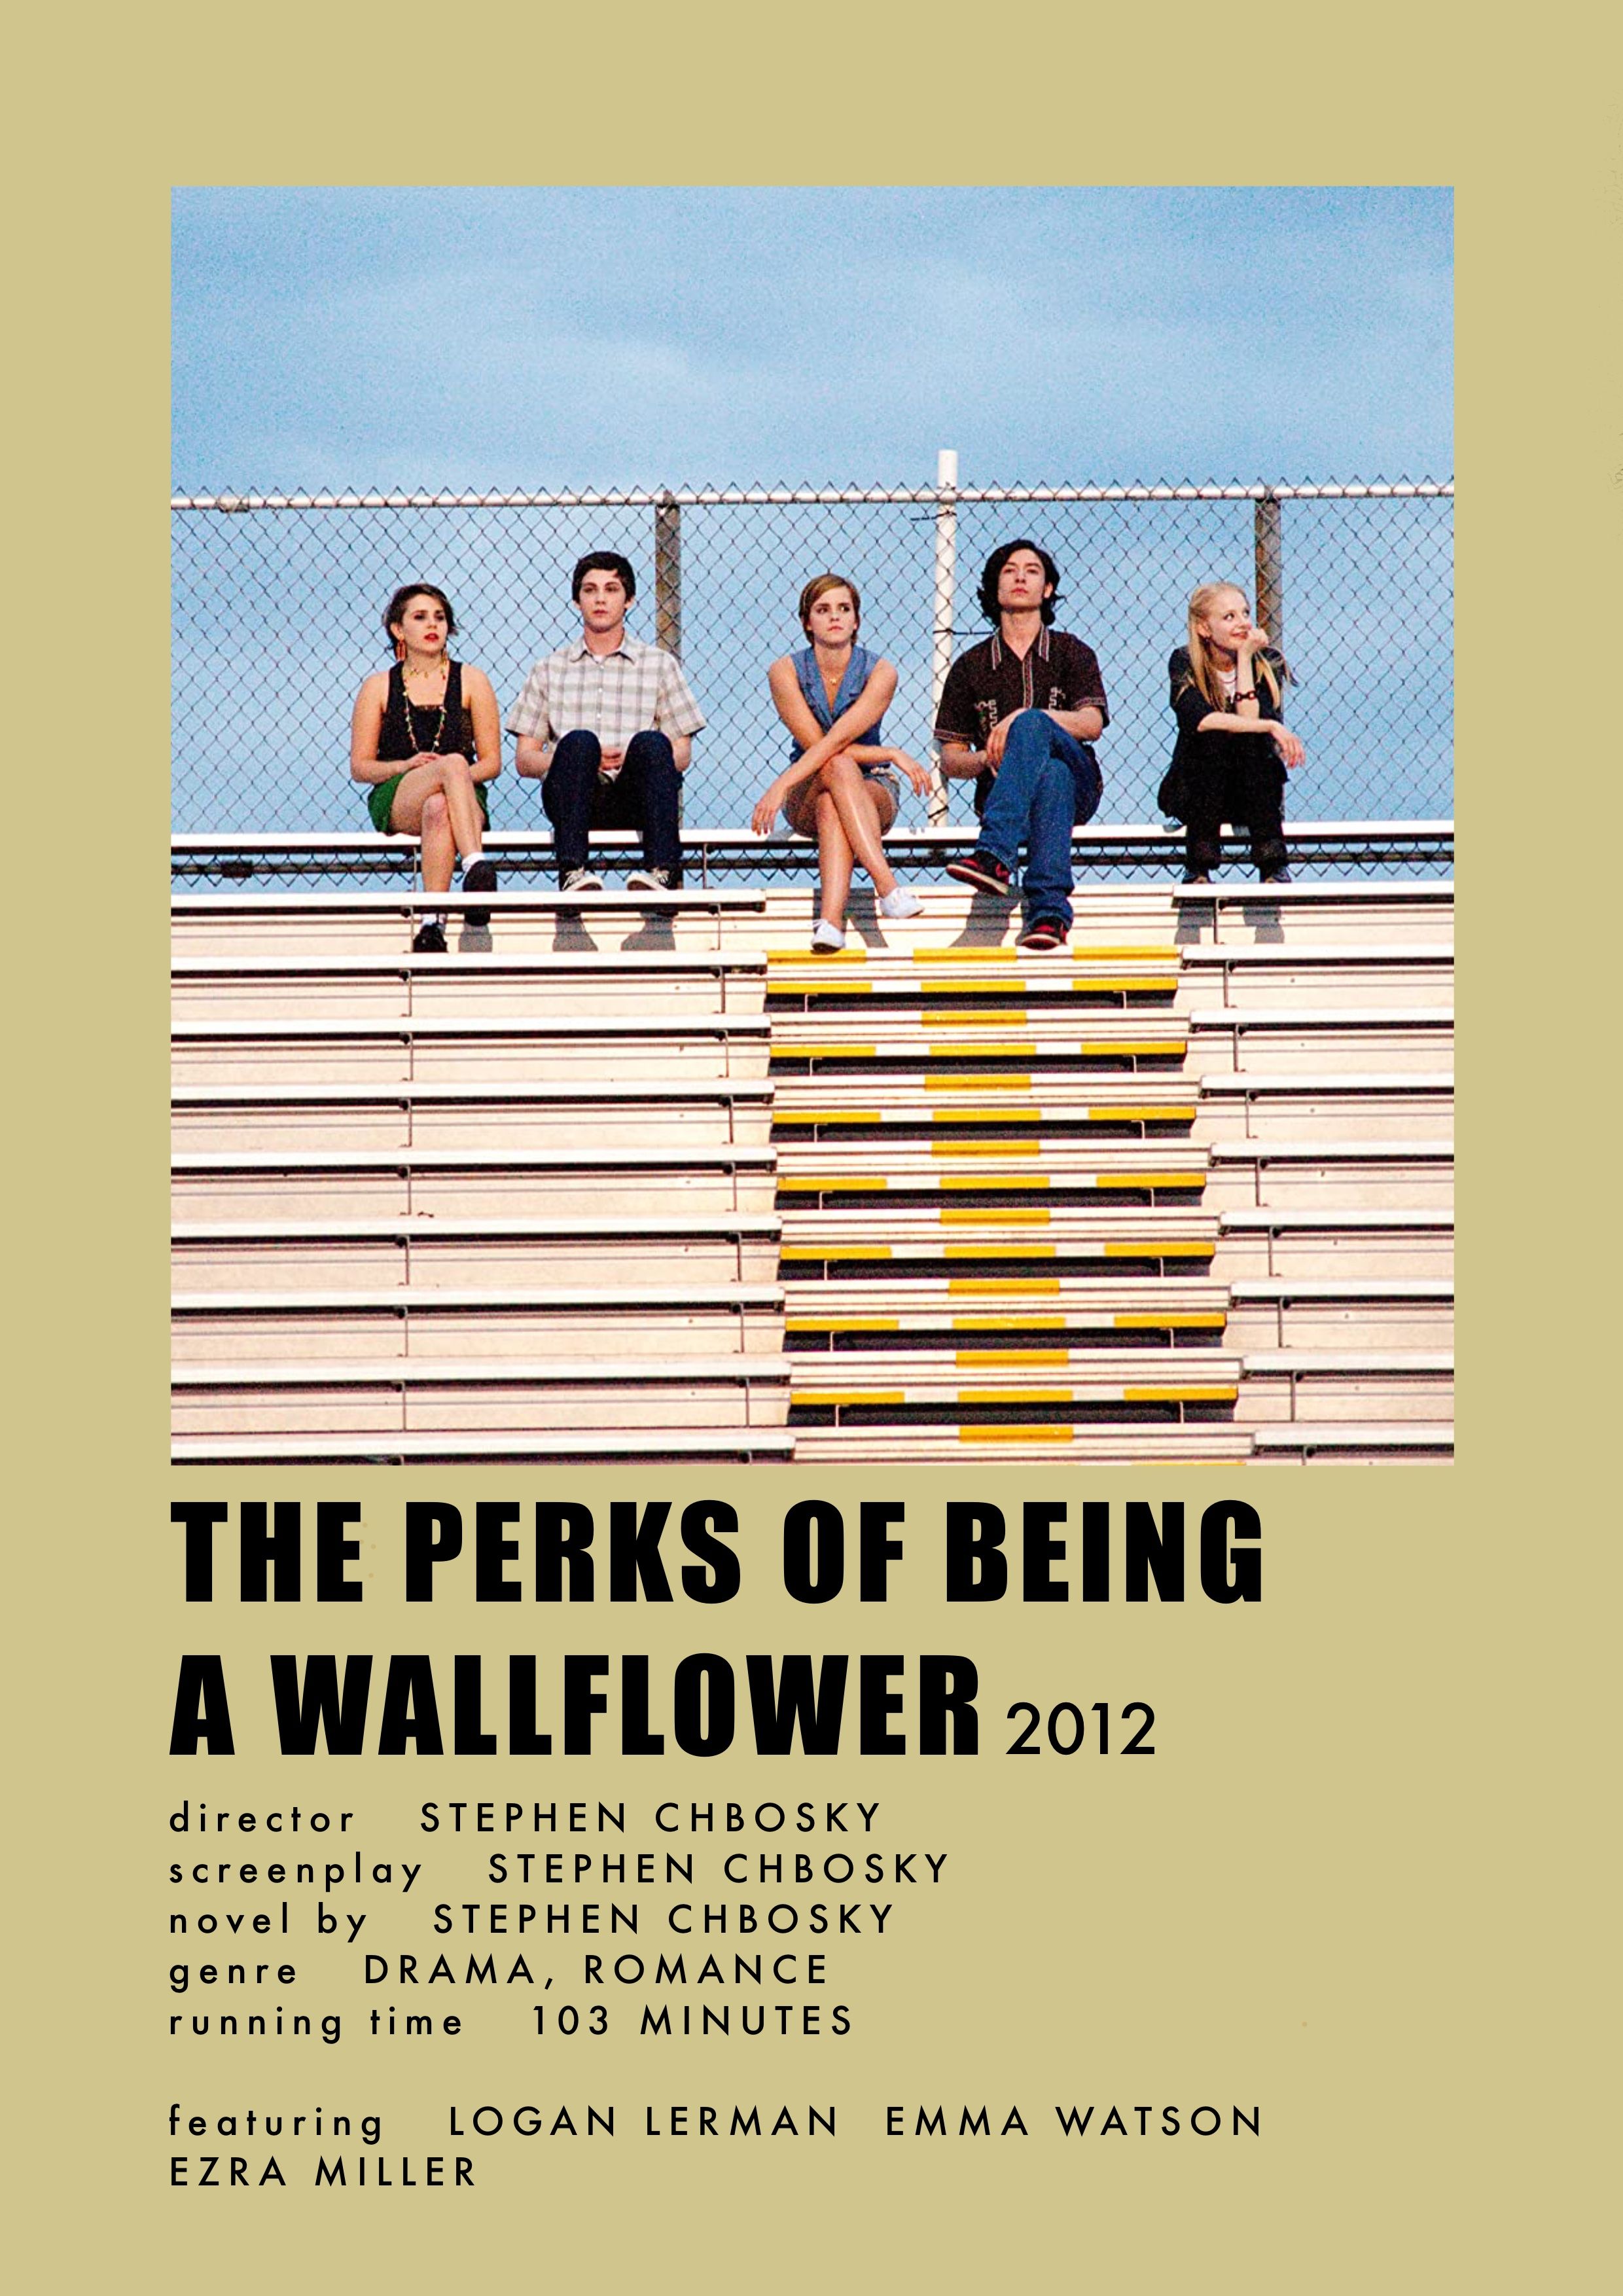 THE PERKS OF BEING
A WALLFLOWER 2012
director STEPHEN CHBOSKY
screenplay STEPHEN CHBOSKY
novel by STEPHEN CHBOSKY
genre DRAMA, ROMANCE
running time 103 MINUTES
featuring LOGAN LERMAN EMMA WATSON
EZRA MILLER